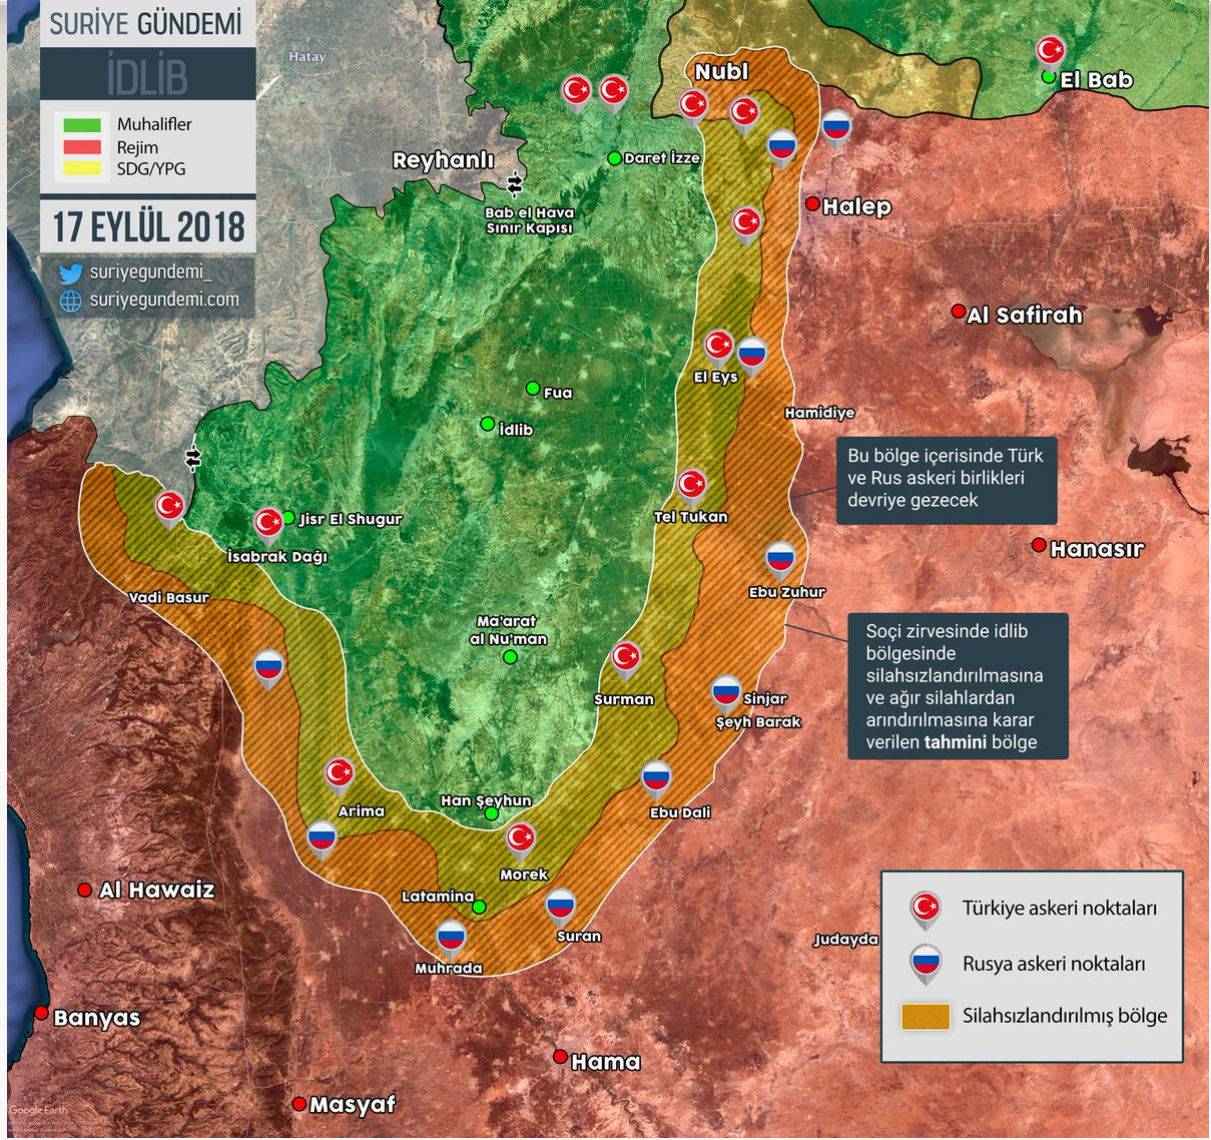 SURİYE GÜNDEMİ
İDLİB
Muhalifler
Rejim
SDG/YPG
17 EYLÜL 2018
suriyegundemi_
suriyegundemi.com
Hatay
Nubl
El Bab
Reyhanlı
Daret İzze
Bab el Hava
Sınır Kapısı
Halep
Al Safirah
El Eys
Fua
Hamidiye
İdlib
Bu bölge içerisinde Türk
ve Rus askeri birlikleri
devriye gezecek
Jisr El Shugur
Tel Tukan
İsabrak Dağı
Hanasır
Vadi Basur
Ebu Zuhur
Ma'arat
al Nu'man
Soçi zirvesinde idlib
bölgesinde
silahsızlandırılmasına
ve ağır silahlardan
arındırılmasına karar
verilen tahmini bölge
Surman
Sinjar
Şeyh Barak
Han Şeyhun
Arima
Ebu Dali
Morek
Al Hawaiz
Latamina
Suran
Muhrada
Judayda
Türkiye askeri noktaları
Rusya askeri noktaları
Silahsızlandırılmış bölge
Banyas
Hama
Masyaf
Google Earth